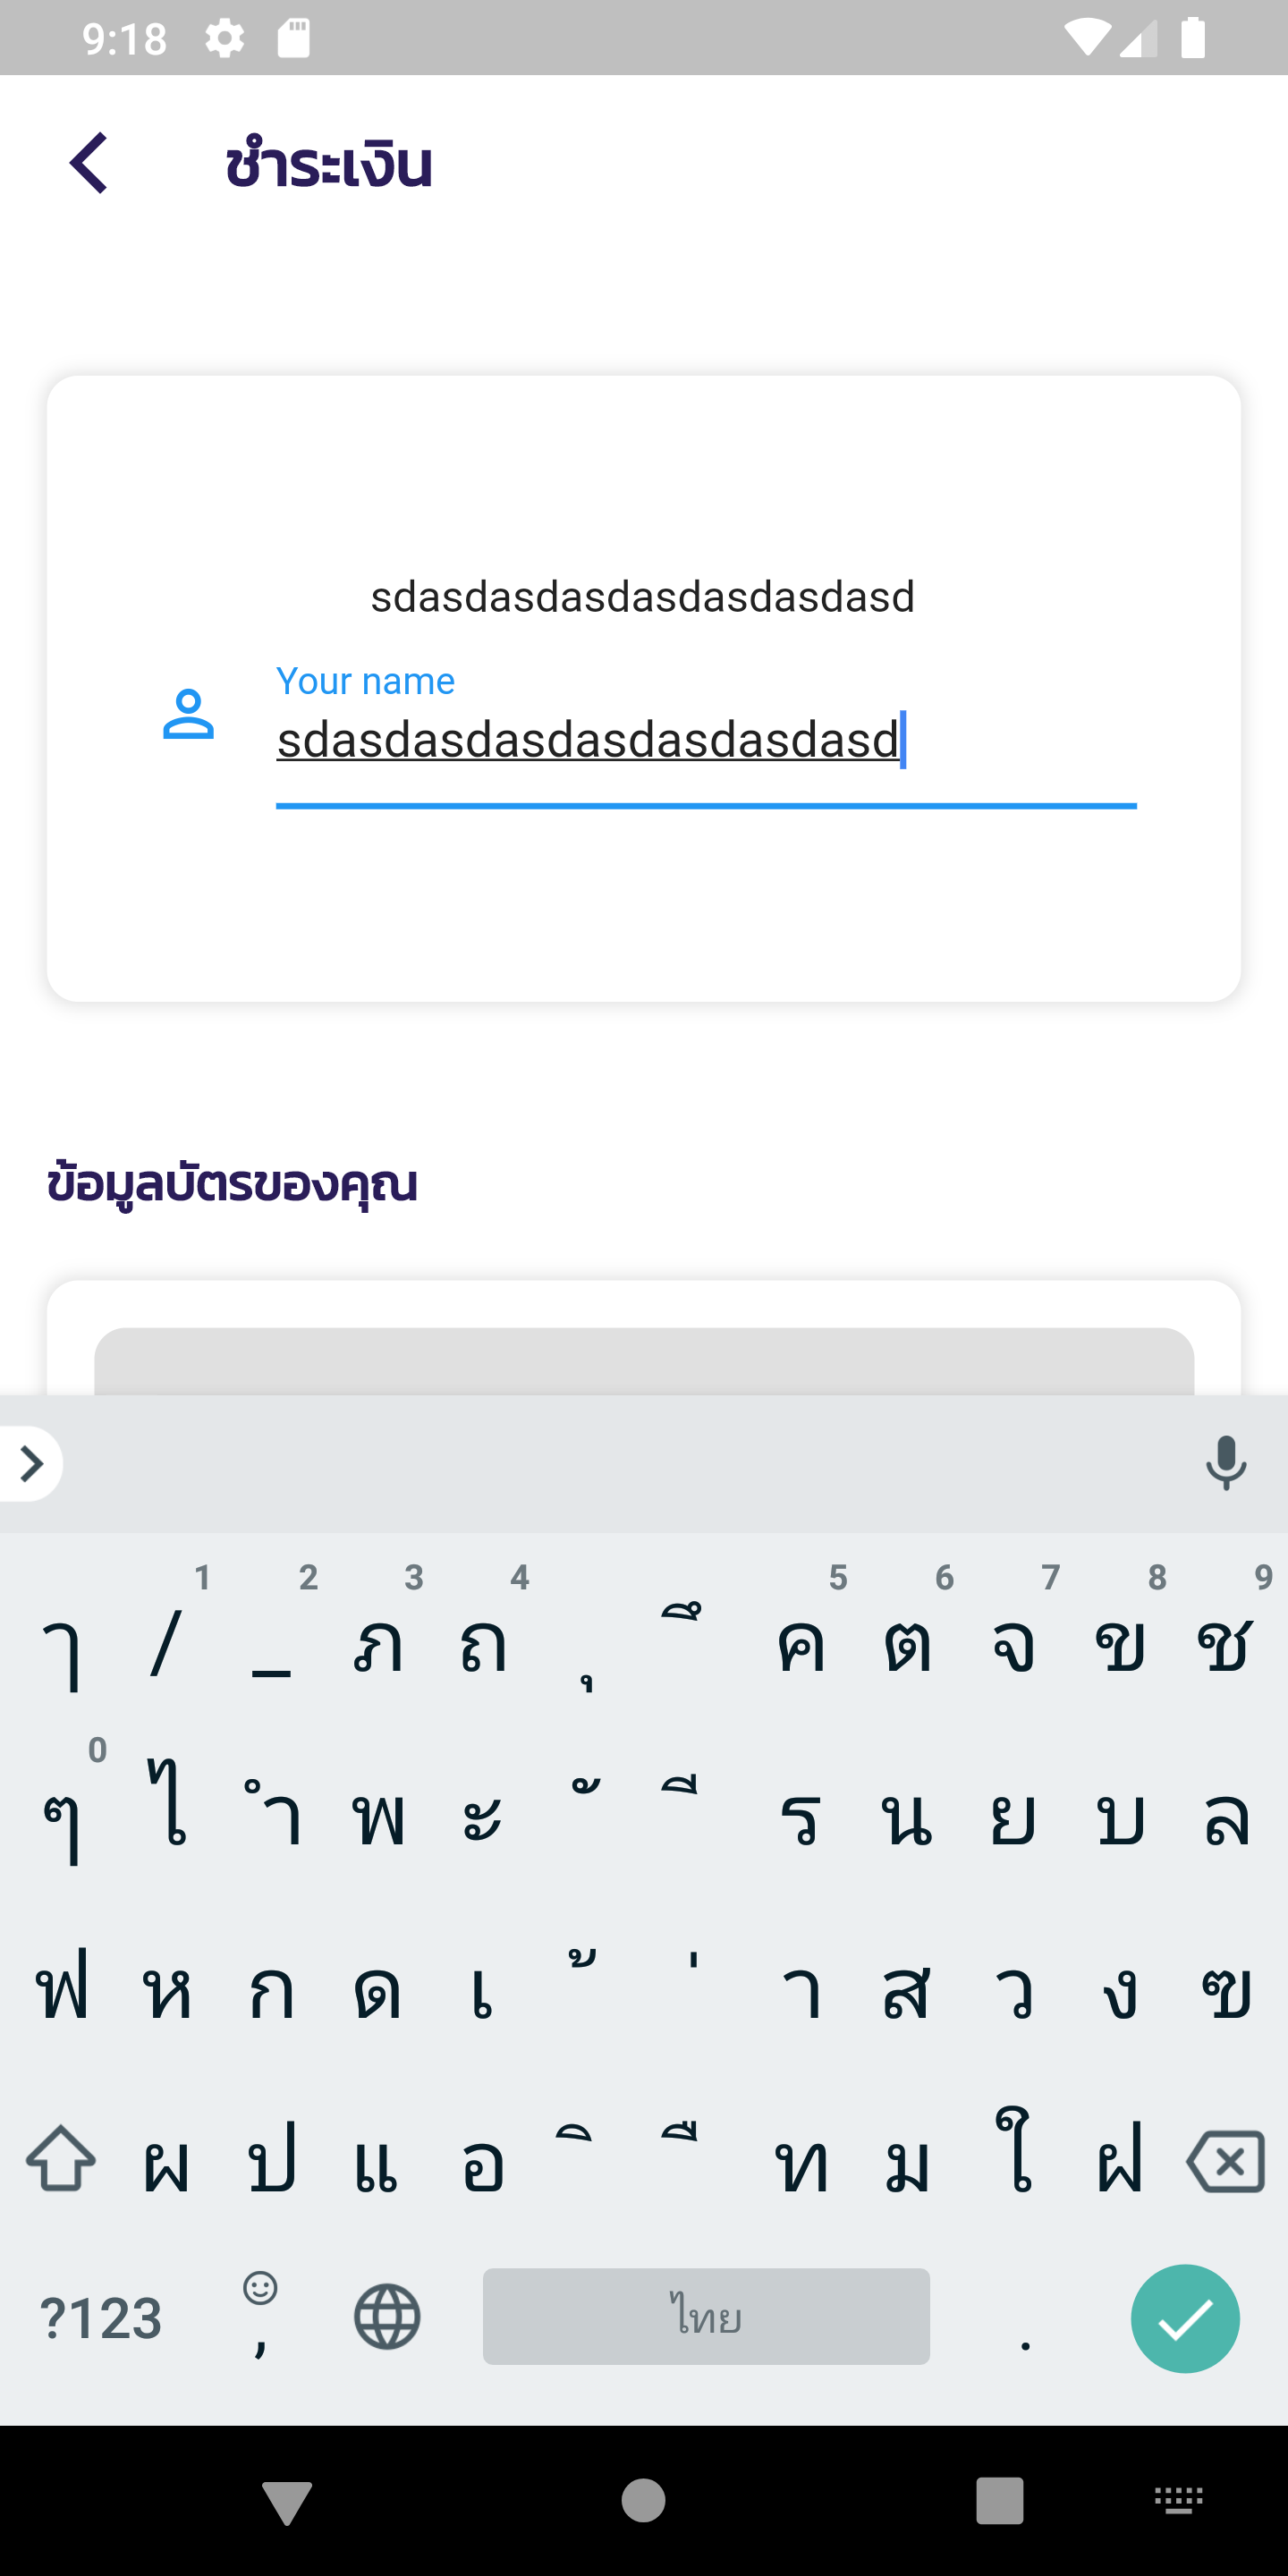 9:18
ชำระเงิน
sdasdasdasdasdasdasdasd
Your name
sdasdasdasdasdasdasdasd
ข้อมูลบัตรของคุณ
1 2 3 4 5 6 7 8 9
ๅ / _ ภ ถ ุ ึ ค ต จ ข ช
0
ๆ ไ ำ พ ะ ั ี ร น ย บ ล
ฟ ห ก ด เ ้ ่ า ส ว ง ฃ
ผ ป แ อ ิ ื ท ม ใ ฝ
?123 , ไทย .